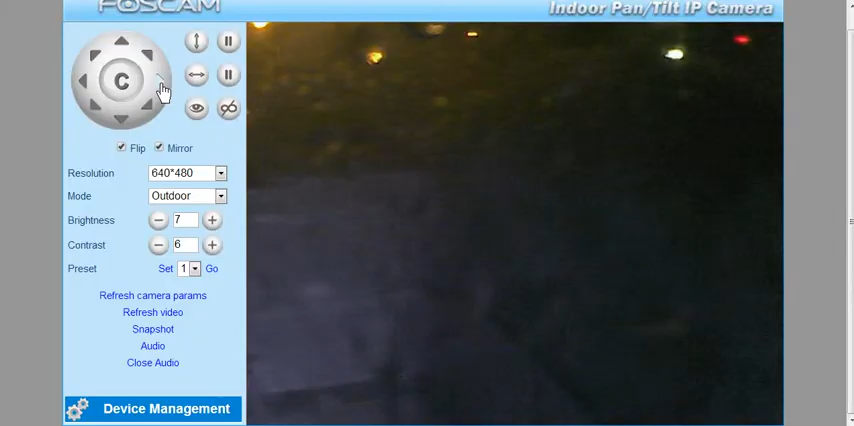 FOSCAM
Indoor Pan/Tilt IP Camera
C
Flip Mirror
Resolution 640*480
Mode Outdoor
Brightness 7
Contrast 6
Preset Set 1 Go
Refresh camera params
Refresh video
Snapshot
Audio
Close Audio
Device Management